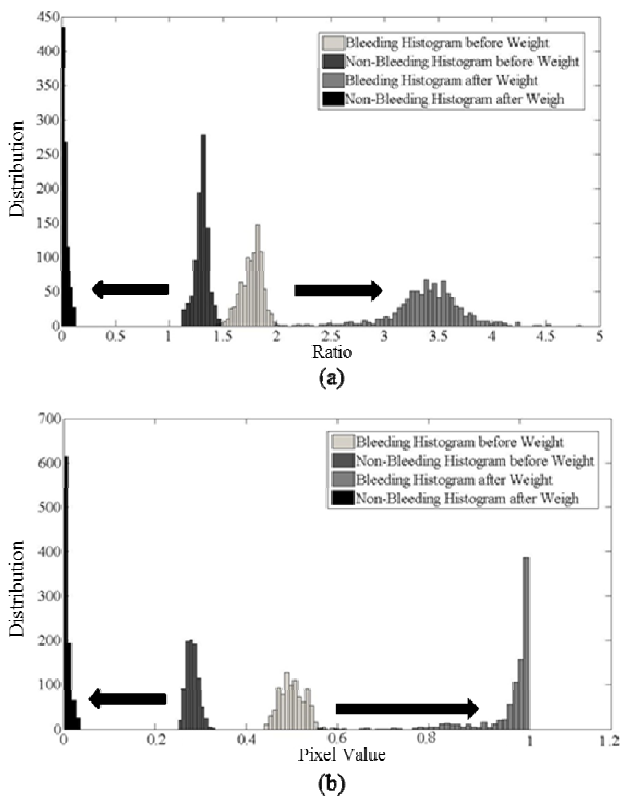 450
400
350
300
250
200
150
100
50
0
Distribution
Bleeding Histogram before Weight
Non-Bleeding Histogram before Weight
Bleeding Histogram after Weight
Non-Bleeding Histogram after Weigh
0 0.5 1 1.5 2 2.5 3 3.5 4 4.5 5
Ratio
(a)
700
600
500
400
300
200
100
0
Distribution
Bleeding Histogram before Weight
Non-Bleeding Histogram before Weight
Bleeding Histogram after Weight
Non-Bleeding Histogram after Weigh
0 0.2 0.4 0.6 0.8 1 1.2
Pixel Value
(b)